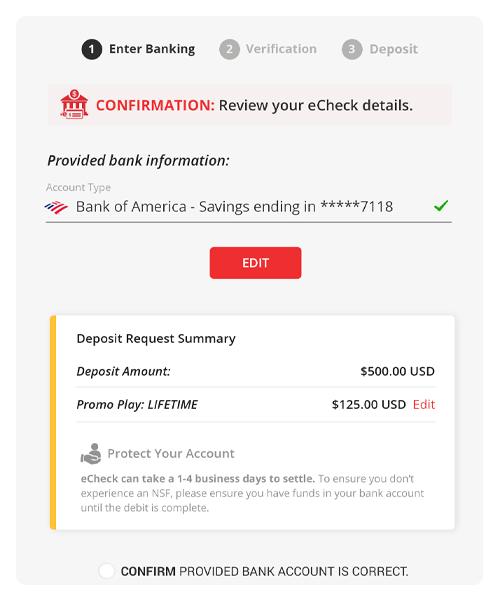 1 Enter Banking 2 Verification 3 Deposit
CONFIRMATION: Review your eCheck details.
Provided bank information:
Account Type
Bank of America - Savings ending in *****7118
EDIT
Deposit Request Summary
Deposit Amount: $500.00 USD
Promo Play: LIFETIME $125.00 USD Edit
Protect Your Account
eCheck can take a 1-4 business days to settle. To ensure you don't
experience an NSF, please ensure you have funds in your bank account
until the debit is complete.
CONFIRM PROVIDED BANK ACCOUNT IS CORRECT.